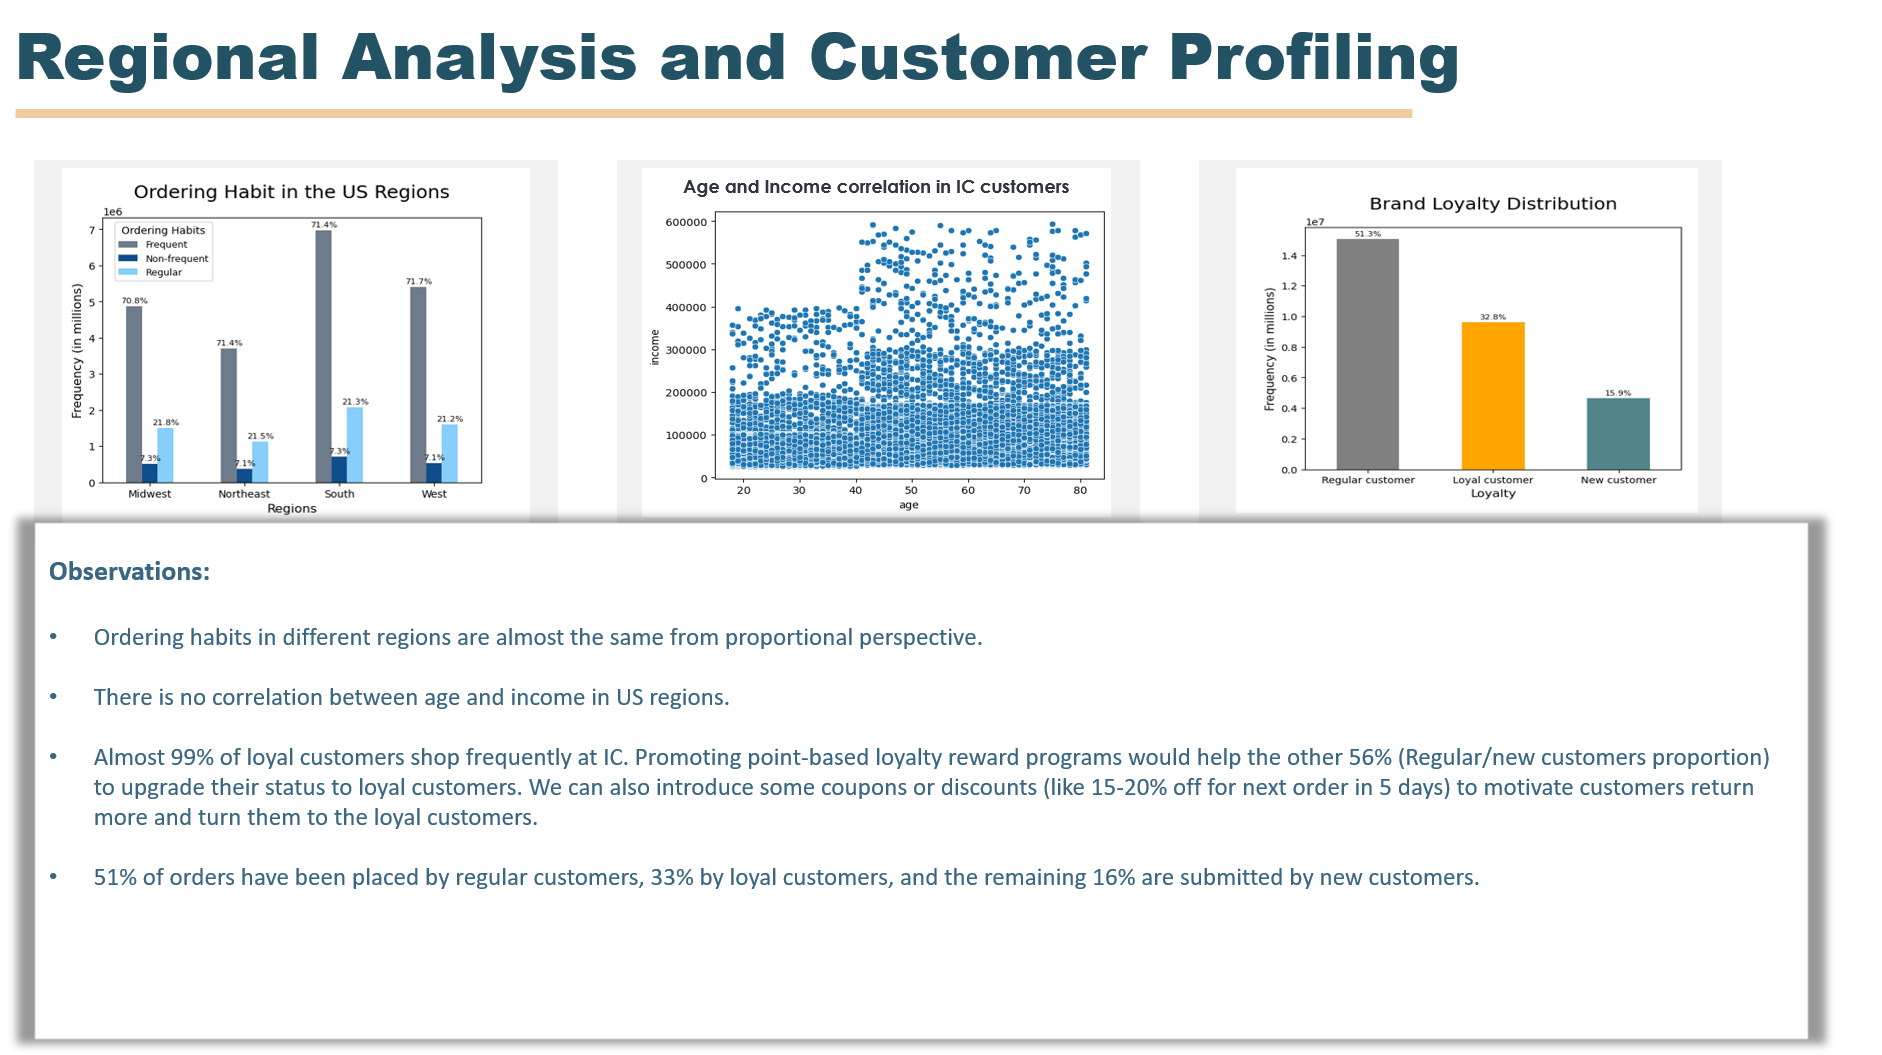 Regional Analysis and Customer Profiling
Ordering Habit in the US Regions
1e6
Ordering Habits
Frequent
Non-frequent
Regular
Frequency (in millions)
7
6
5
4
3
2
1
0
70.8%
7.3%
21.8%
71.4%
7.1%
21.5%
71.4%
7.3%
21.3%
71.7%
7.1%
21.2%
Midwest
Northeast
South
West
Regions
Age and Income correlation in IC customers
income
600000
500000
400000
300000
200000
100000
0
20
30
40
50
60
70
80
age
Brand Loyalty Distribution
1e7
Frequency (in millions)
1.4
1.2
1.0
0.8
0.6
0.4
0.2
0.0
51.3%
32.8%
15.9%
Regular customer
Loyal customer
New customer
Loyalty
Observations:
• Ordering habits in different regions are almost the same from proportional perspective.
• There is no correlation between age and income in US regions.
• Almost 99% of loyal customers shop frequently at IC. Promoting point-based loyalty reward programs would help the other 56% (Regular/new customers proportion)
to upgrade their status to loyal customers. We can also introduce some coupons or discounts (like 15-20% off for next order in 5 days) to motivate customers return
more and turn them to the loyal customers.
• 51% of orders have been placed by regular customers, 33% by loyal customers, and the remaining 16% are submitted by new customers.